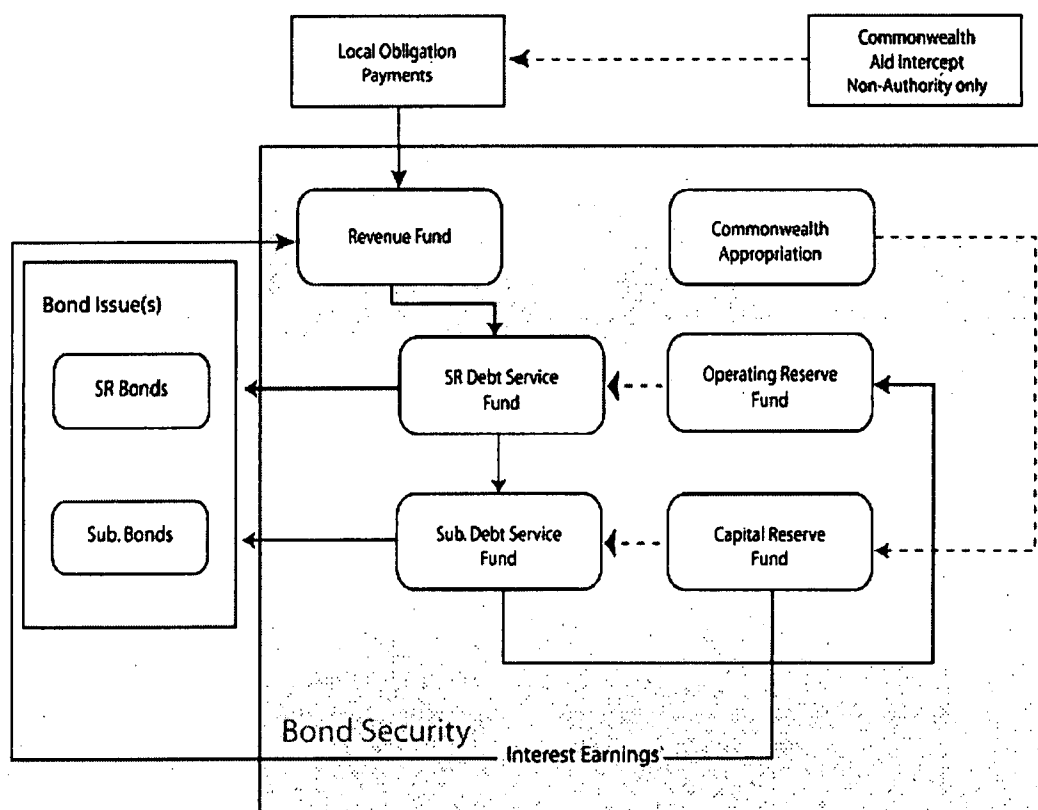 Local Obligation
Payments
Commonwealth
Aid Intercept
Non-Authority only
Revenue Fund
Commonwealth
Appropriation
Bond Issue(s)
SR Bonds
SR Debt Service
Fund
Operating Reserve
Fund
Sub. Bonds
Sub. Debt Service
Fund
Capital Reserve
Fund
Bond Security
Interest Earnings